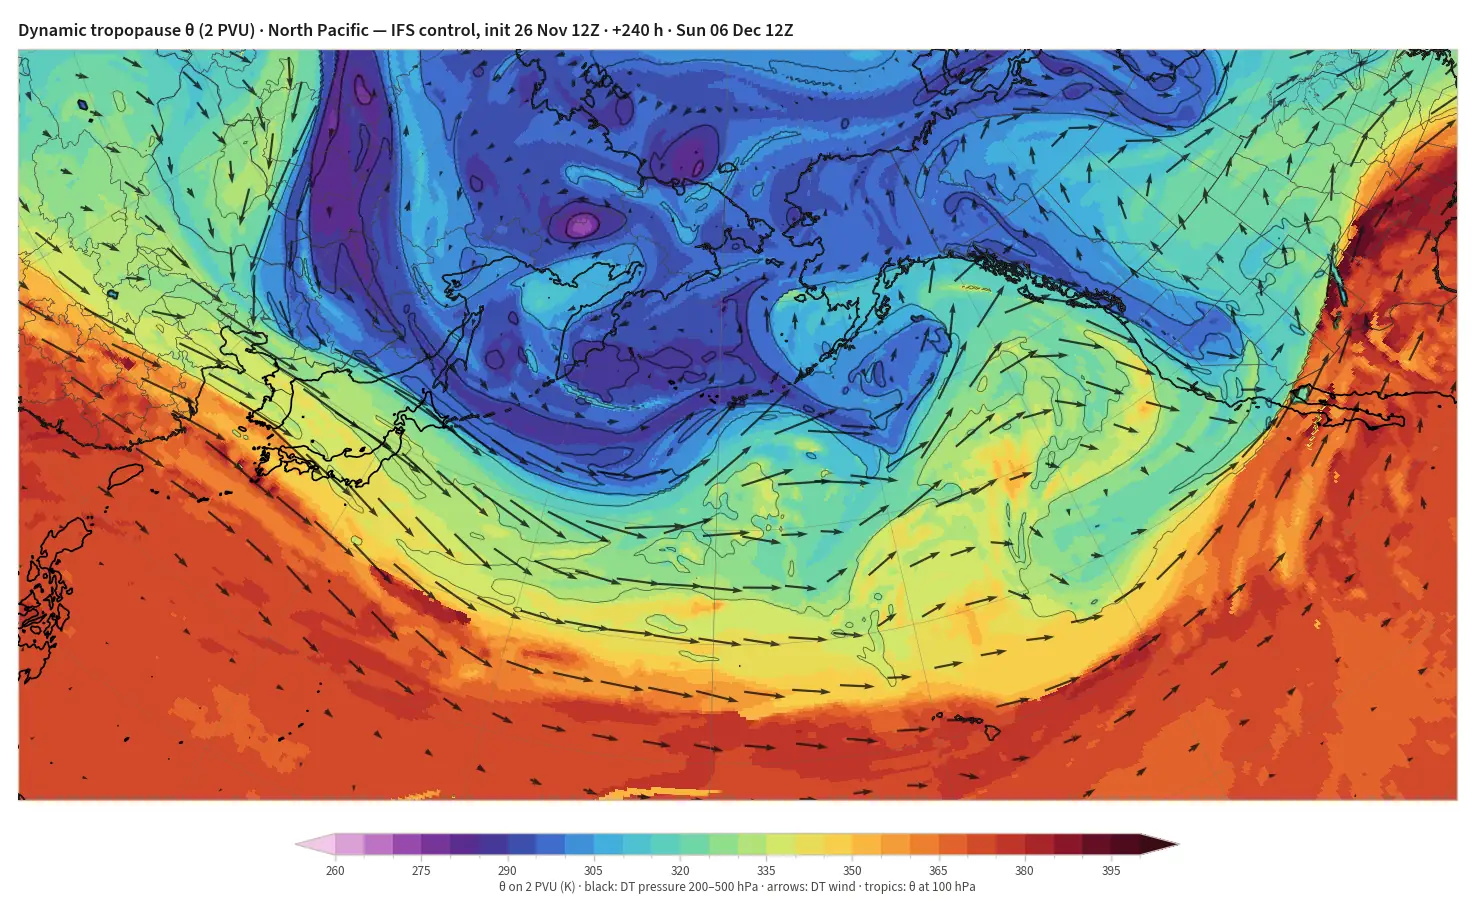 Dynamic tropopause θ (2 PVU) · North Pacific — IFS control, init 26 Nov 12Z · +240 h · Sun 06 Dec 12Z
260 275 290 305 320 335 350 365 380 395
θ on 2 PVU (K) · black: DT pressure 200–500 hPa · arrows: DT wind · tropics: θ at 100 hPa